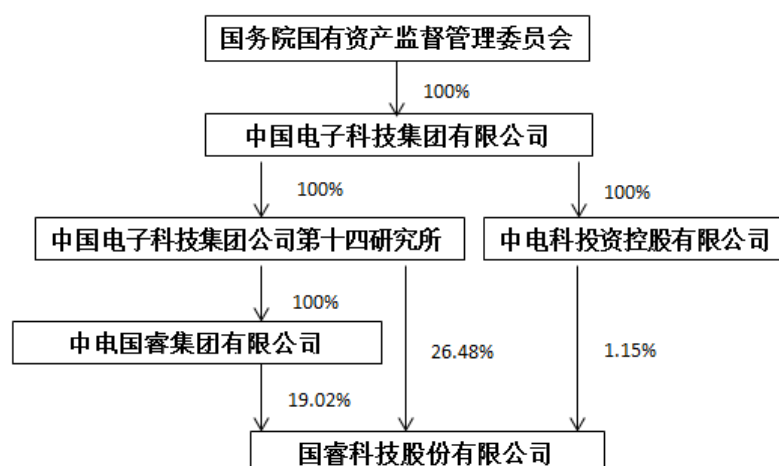 国务院国有资产监督管理委员会
100%
中国电子科技集团有限公司
100%
100%
中国电子科技集团公司第十四研究所
中电科投资控股有限公司
100%
中电国睿集团有限公司
26.48%
1.15%
19.02%
国睿科技股份有限公司